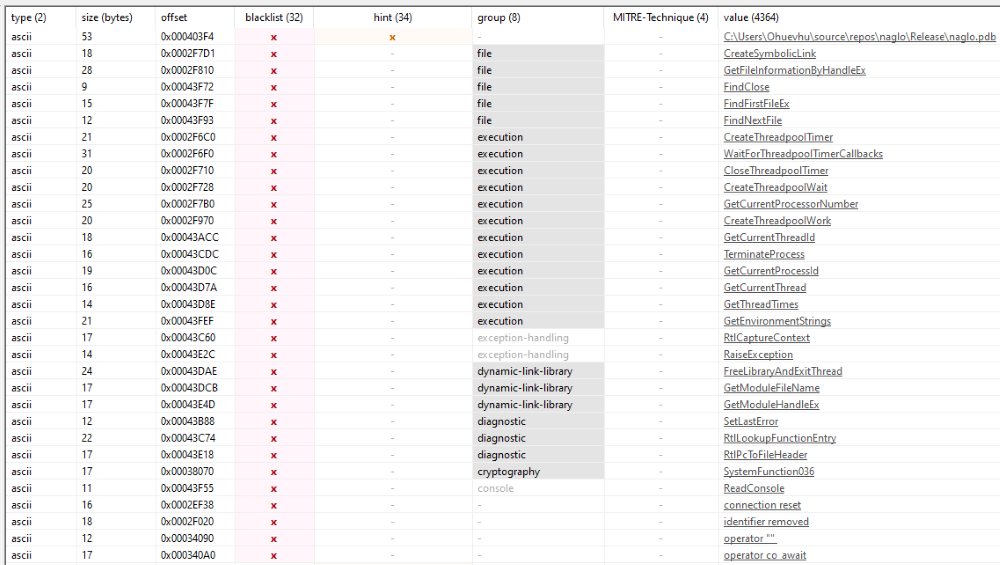 type (2) size (bytes) offset blacklist (32) hint (34) group (8) MITRE-Technique (4) value (4364)
ascii 53 0x000403F4 x x - - C:\Users\Ohuevhu\source\repos\naglo\Release\naglo.pdb
ascii 18 0x0002F7D1 x - file - CreateSymbolicLink
ascii 28 0x0002F810 x - file - GetFileInformationByHandleEx
ascii 9 0x00043F72 x - file - FindClose
ascii 15 0x00043F7F x - file - FindFirstFileEx
ascii 12 0x00043F93 x - file - FindNextFile
ascii 21 0x0002F6C0 x - execution - CreateThreadpoolTimer
ascii 31 0x0002F6F0 x - execution - WaitForThreadpoolTimerCallbacks
ascii 20 0x0002F710 x - execution - CloseThreadpoolTimer
ascii 20 0x0002F728 x - execution - CreateThreadpoolWait
ascii 25 0x0002F7B0 x - execution - GetCurrentProcessorNumber
ascii 20 0x0002F970 x - execution - CreateThreadpoolWork
ascii 18 0x00043ACC x - execution - GetCurrentThreadId
ascii 16 0x00043CDC x - execution - TerminateProcess
ascii 19 0x00043D0C x - execution - GetCurrentProcessId
ascii 16 0x00043D7A x - execution - GetCurrentThread
ascii 14 0x00043D8E x - execution - GetThreadTimes
ascii 21 0x00043FEF x - execution - GetEnvironmentStrings
ascii 17 0x00043C60 x - exception-handling - RtlCaptureContext
ascii 14 0x00043E2C x - exception-handling - RaiseException
ascii 24 0x00043DAE x - dynamic-link-library - FreeLibraryAndExitThread
ascii 17 0x00043DCB x - dynamic-link-library - GetModuleFileName
ascii 17 0x00043E4D x - dynamic-link-library - GetModuleHandleEx
ascii 12 0x00043B88 x - diagnostic - SetLastError
ascii 22 0x00043C74 x - diagnostic - RtlLookupFunctionEntry
ascii 17 0x00043E18 x - diagnostic - RtlPcToFileHeader
ascii 17 0x00038070 x - cryptography - SystemFunction036
ascii 11 0x00043F55 x - console - ReadConsole
ascii 16 0x0002EF38 x - - - connection reset
ascii 18 0x0002F020 x - - - identifier removed
ascii 12 0x00034090 x - - - operator ""
ascii 17 0x000340A0 x - - - operator co_await